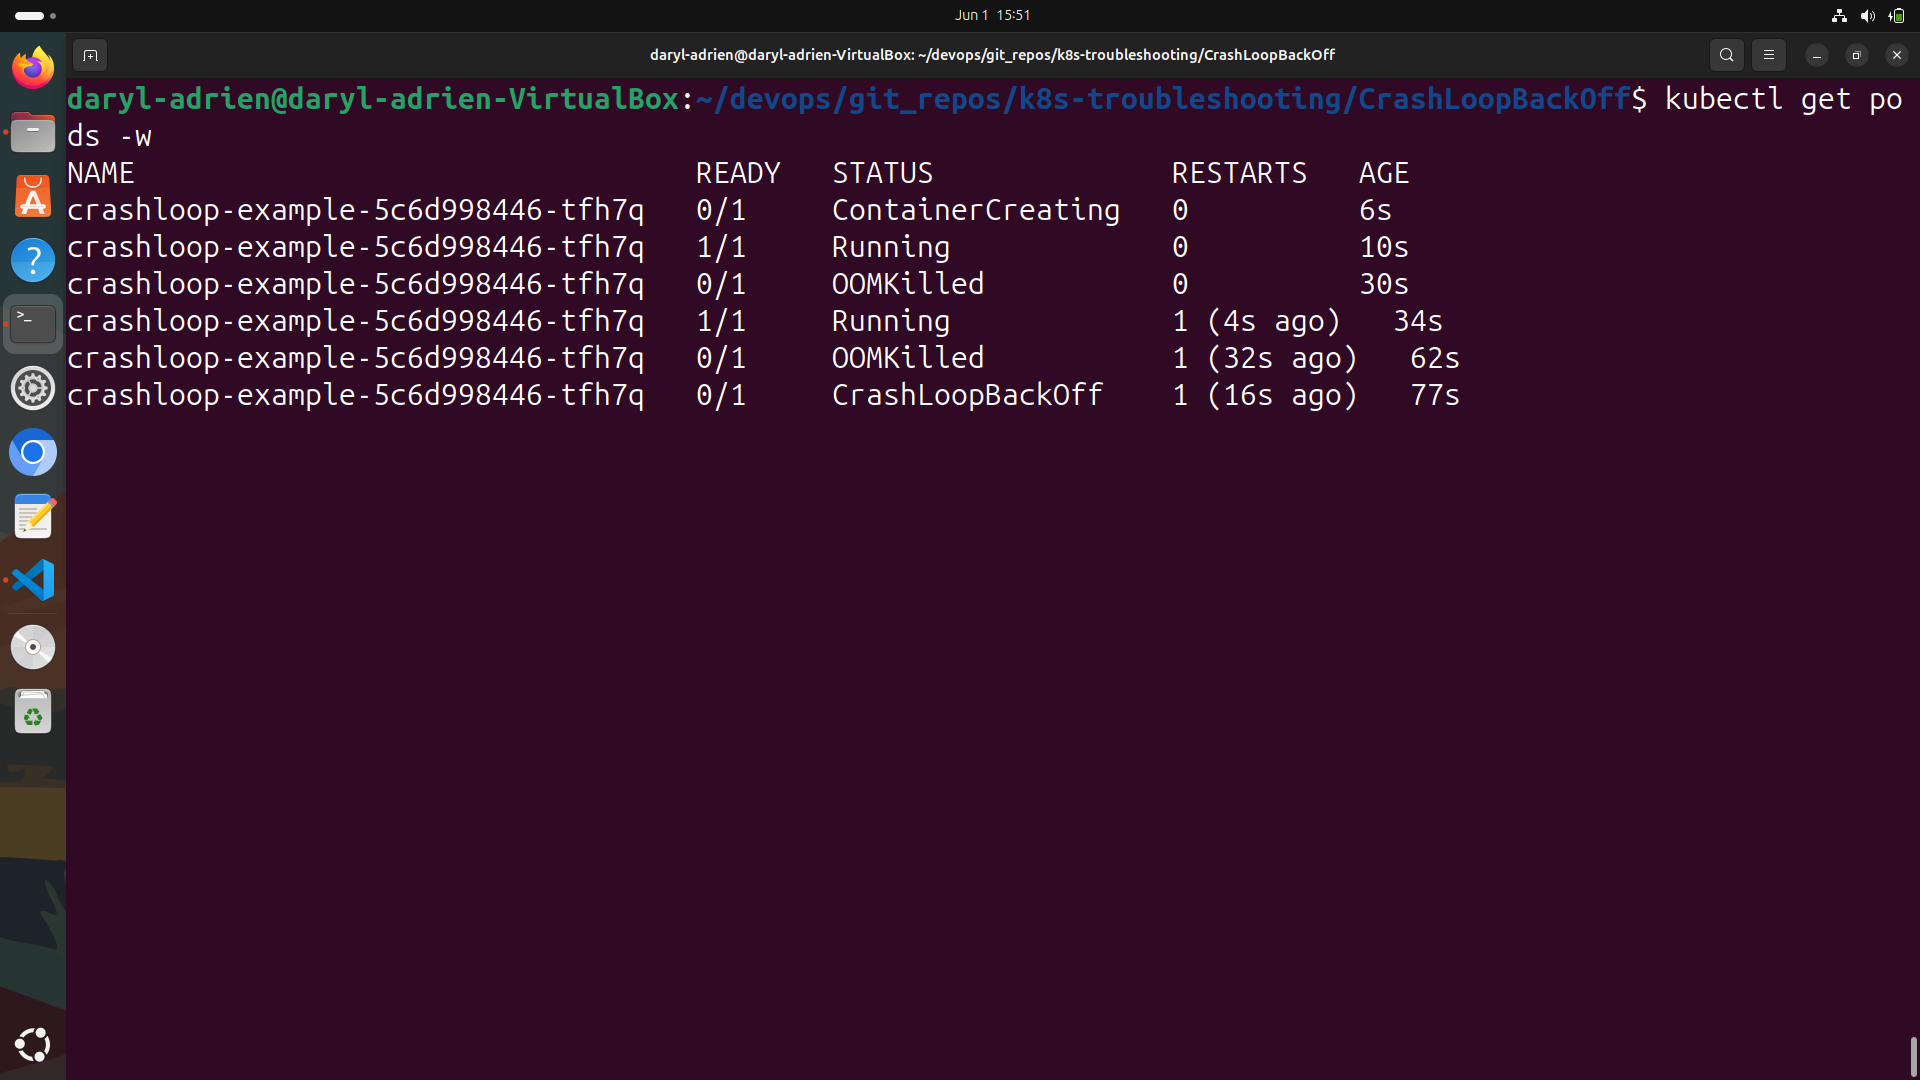 Jun 1 15:51
daryl-adrien@daryl-adrien-VirtualBox: ~/devops/git_repos/k8s-troubleshooting/CrashLoopBackOff
daryl-adrien@daryl-adrien-VirtualBox:~/devops/git_repos/k8s-troubleshooting/CrashLoopBackOff$ kubectl get po
ds -w
NAME READY STATUS RESTARTS AGE
crashloop-example-5c6d998446-tfh7q 0/1 ContainerCreating 0 6s
crashloop-example-5c6d998446-tfh7q 1/1 Running 0 10s
crashloop-example-5c6d998446-tfh7q 0/1 OOMKilled 0 30s
crashloop-example-5c6d998446-tfh7q 1/1 Running 1 (4s ago) 34s
crashloop-example-5c6d998446-tfh7q 0/1 OOMKilled 1 (32s ago) 62s
crashloop-example-5c6d998446-tfh7q 0/1 CrashLoopBackOff 1 (16s ago) 77s